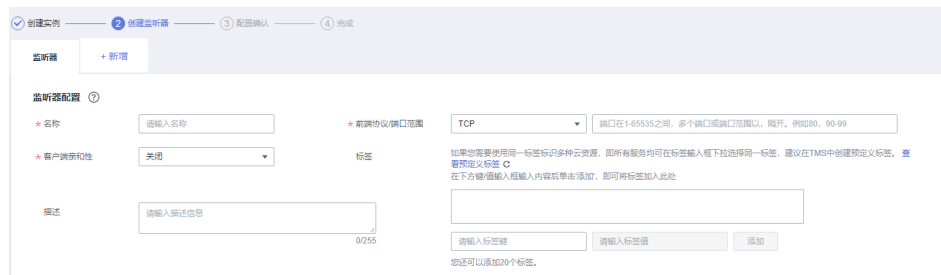 创建实例 2 创建监听器 3 配置确认 4 完成
监听器 + 新增
监听器配置 ?
* 名称 请输入名称 * 前端协议/端口范围 TCP 端口在1-65535之间，多个端口或端口范围以，隔开。例如80，90-99
* 客户端亲和性 关闭 标签 如果您需要使用同一标签标识多种云资源，即所有服务均可在标签输入框下拉选择同一标签，建议在TMS中创建预定义标签。查
看预定义标签
在下方键/值输入框输入内容后单击'添加'，即可将标签加入此处
描述 请输入描述信息
0/255
请输入标签键 请输入标签值 添加
您还可以添加20个标签。